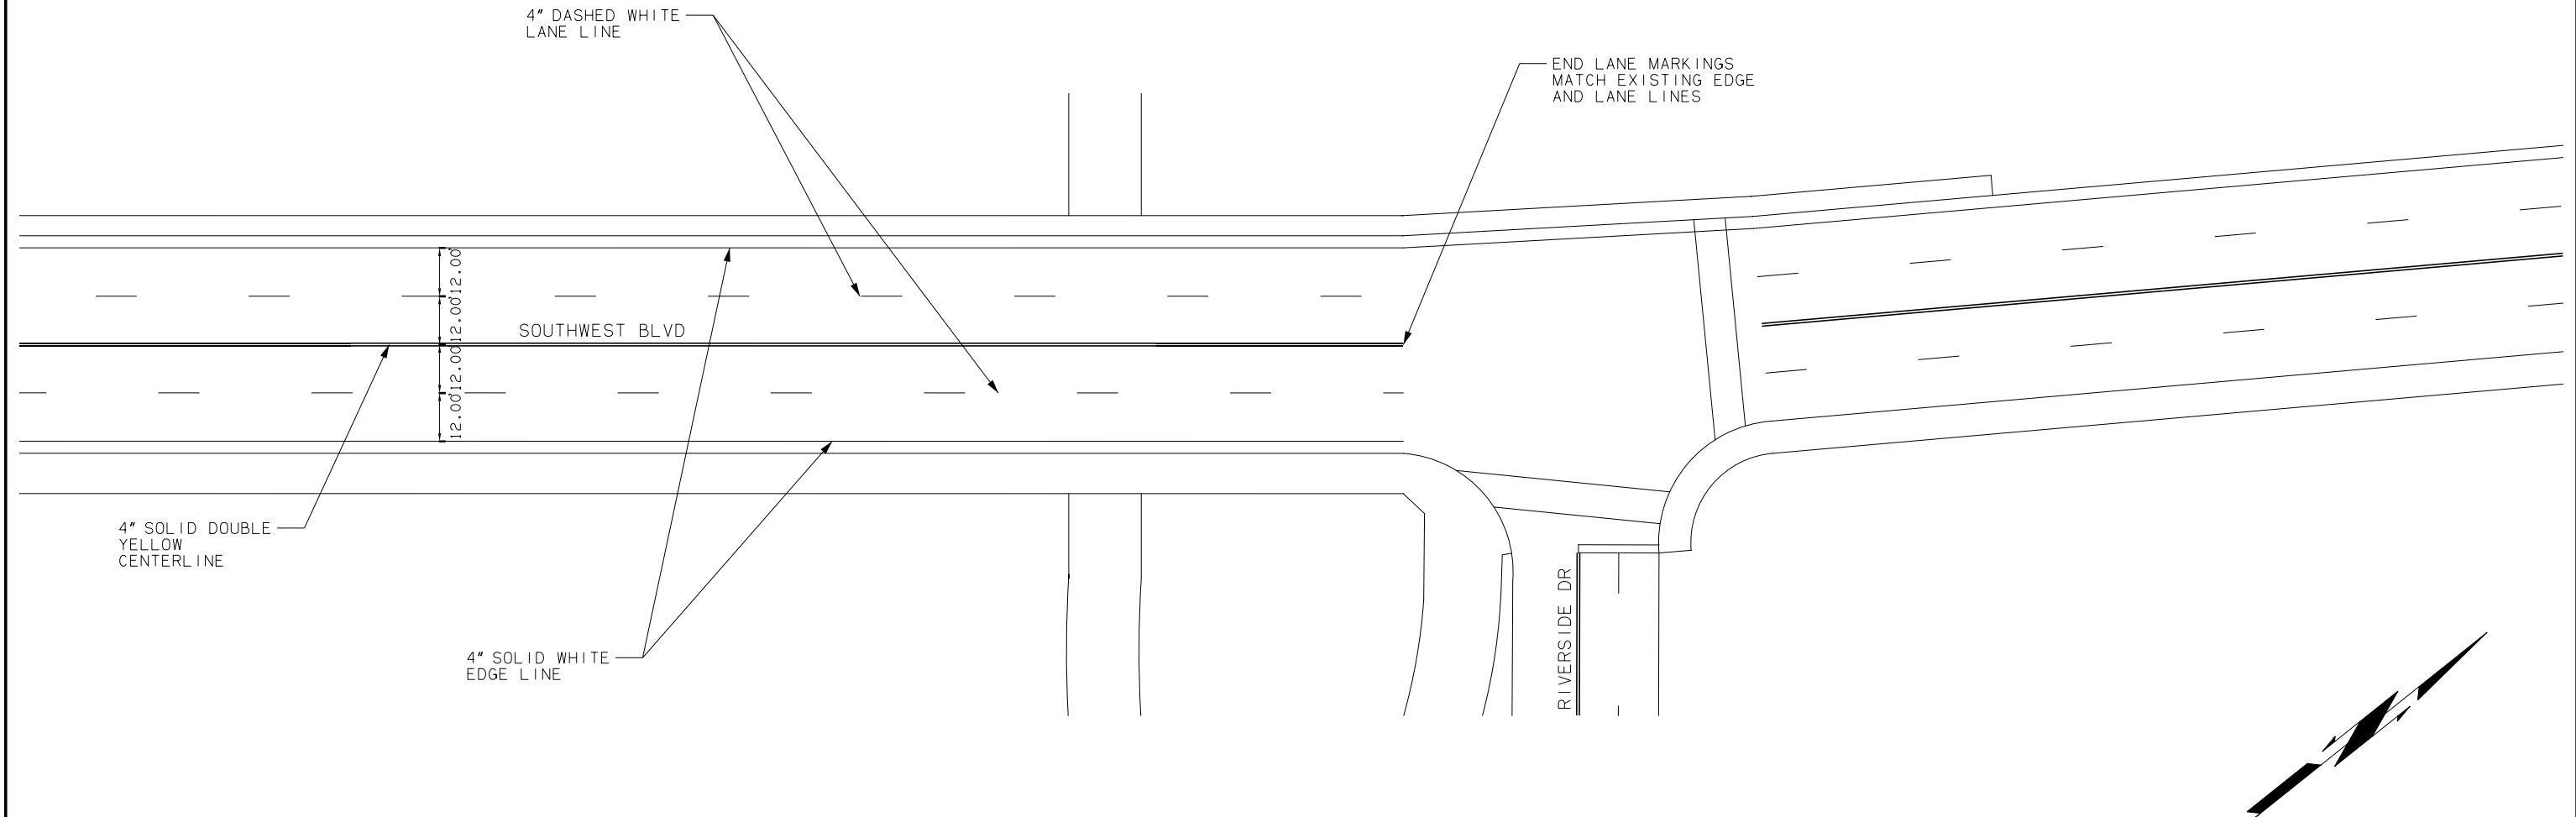 4" DASHED WHITE
LANE LINE
END LANE MARKINGS
MATCH EXISTING EDGE
AND LANE LINES
12.00'
12.00'
SOUTHWEST BLVD
12.00'
12.00'
4" SOLID DOUBLE
YELLOW
CENTERLINE
4" SOLID WHITE
EDGE LINE
RIVERSIDE DR